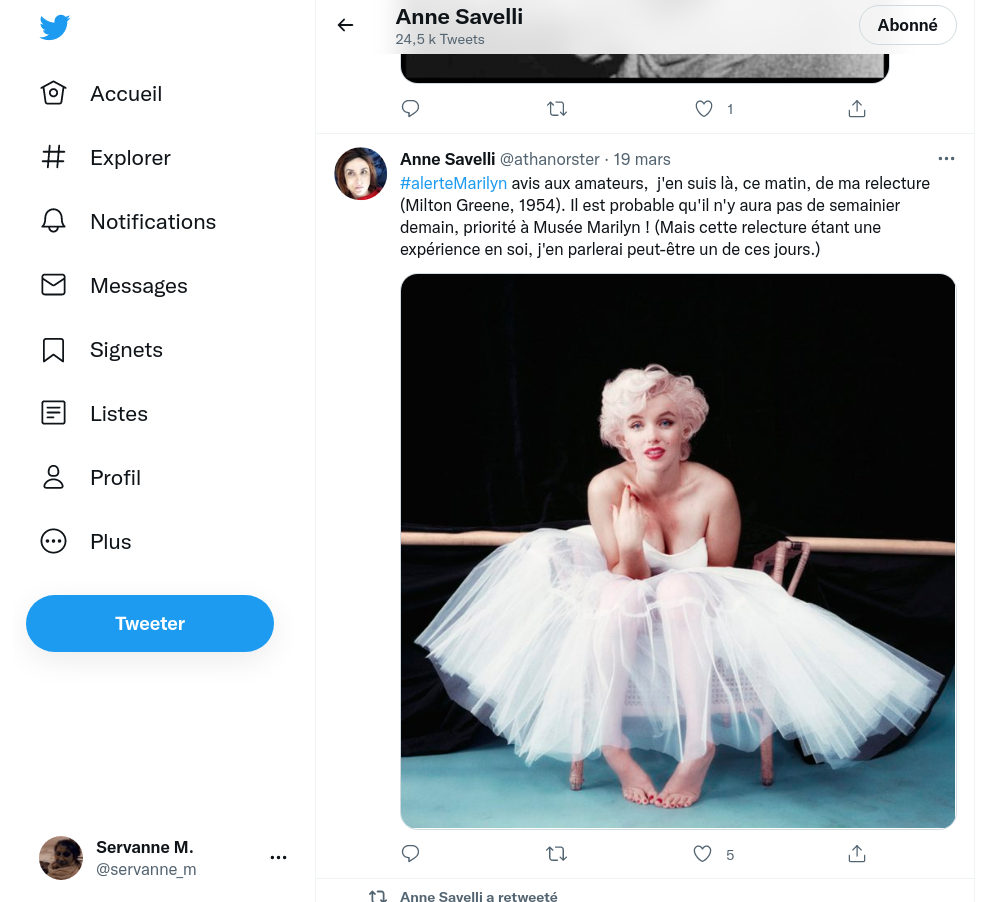 Anne Savelli
24,5 k Tweets
Abonné
1
Accueil
Explorer
Notifications
Messages
Signets
Listes
Profil
Plus
Tweeter
Servanne M.
@servanne_m
Anne Savelli @athanorster · 19 mars
#alerteMarilyn avis aux amateurs,  j'en suis là, ce matin, de ma relecture
(Milton Greene, 1954). Il est probable qu'il n'y aura pas de semainier
demain, priorité à Musée Marilyn ! (Mais cette relecture étant une
expérience en soi, j'en parlerai peut-être un de ces jours.)
5
Anne Savelli a retweeté